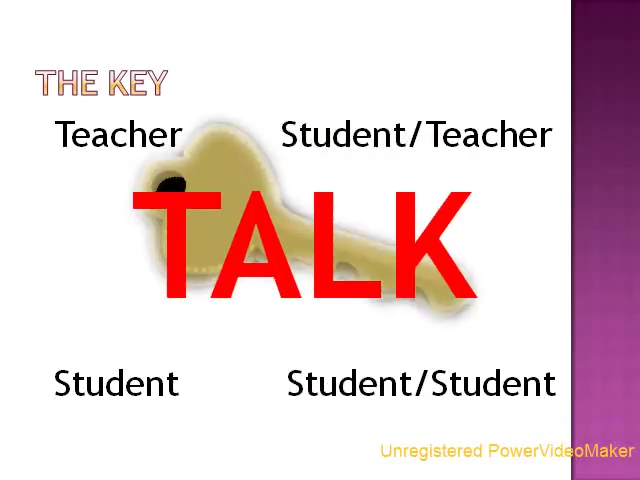 THE KEY
Teacher Student/Teacher
TALK
Student Student/Student
Unregistered PowerVideoMaker